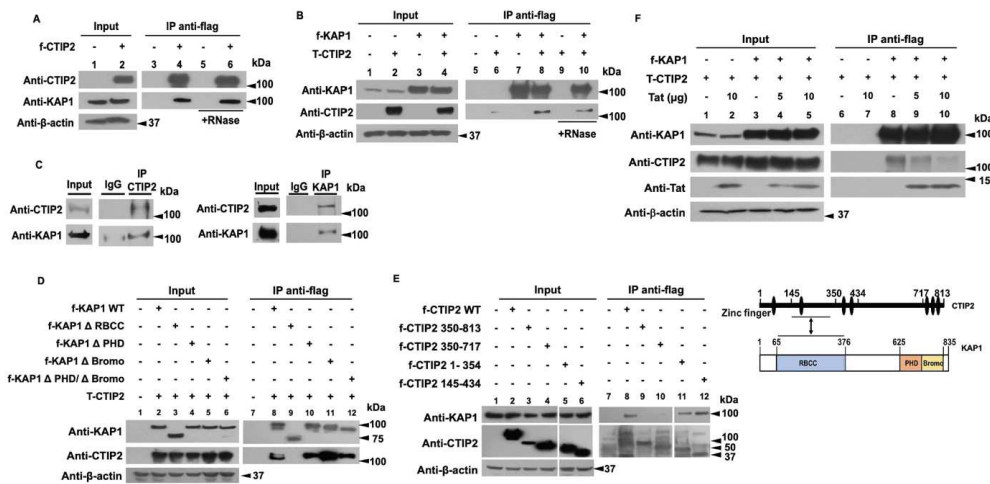 A
Input
IP anti-flag
f-CTIP2 - + - + - +
1 2 3 4 5 6 kDa
Anti-CTIP2 100
Anti-KAP1 100
Anti-β-actin 37
+RNase
B
Input
IP anti-flag
f-KAP1 - - + + - - + + - +
T-CTIP2 - + - + - + - + + +
1 2 3 4 5 6 7 8 9 10 kDa
Anti-KAP1 100
Anti-CTIP2 100
Anti-β-actin 37
+RNase
C
Input IgG IP CTIP2 kDa
Anti-CTIP2 100
Anti-KAP1 100
Input IgG IP KAP1 kDa
Anti-CTIP2 100
Anti-KAP1 100
D
Input
IP anti-flag
f-KAP1 WT - + - - - - - + - - - -
f-KAP1 Δ RBCC - - + - - - - - + - - -
f-KAP1 Δ PHD - - - + - - - - - + - -
f-KAP1 Δ Bromo - - - - + - - - - - + -
f-KAP1 Δ PHD/ Δ Bromo - - - - - + - - - - - +
T-CTIP2 - + + + + + - + + + + +
1 2 3 4 5 6 7 8 9 10 11 12 kDa
Anti-KAP1 100
75
Anti-CTIP2 100
Anti-β-actin 37
E
Input
IP anti-flag
f-CTIP2 WT - + - - - - - + - - - -
f-CTIP2 350-813 - - + - - - - - + - - -
f-CTIP2 350-717 - - - + - - - - - + - -
f-CTIP2 1- 354 - - - - + - - - - - + -
f-CTIP2 145-434 - - - - - + - - - - - +
1 2 3 4 5 6 7 8 9 10 11 12 kDa
Anti-KAP1 100
Anti-CTIP2 100
50
37
Anti-β-actin 37
F
Input
IP anti-flag
f-KAP1 - - + + + - - + + +
T-CTIP2 + + + + + + + + + +
Tat (µg) - 10 - 5 10 - 10 - 5 10
1 2 3 4 5 6 7 8 9 10 kDa
Anti-KAP1 100
Anti-CTIP2 100
Anti-Tat 15
Anti-β-actin 37
1 145 350 434 717 813
CTIP2
Zinc finger
1 65 376 625 835
KAP1
RBCC PHD Bromo